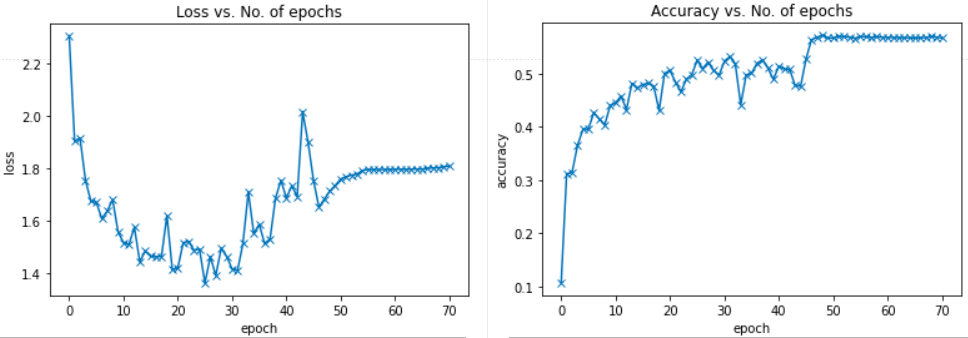 Loss vs. No. of epochs
2.2
2.0
1.8
1.6
1.4
loss
0 10 20 30 40 50 60 70
epoch
Accuracy vs. No. of epochs
0.5
0.4
0.3
0.2
0.1
accuracy
0 10 20 30 40 50 60 70
epoch